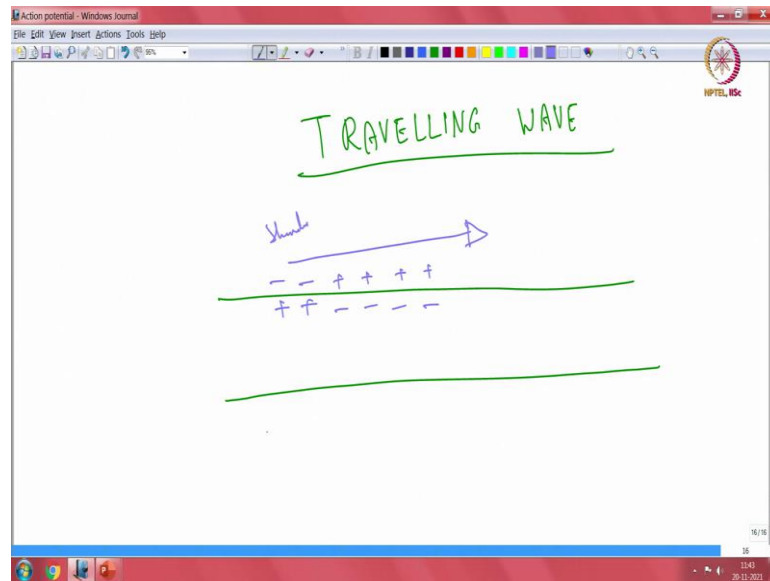 Action potential - Windows Journal
File Edit View Insert Actions Tools Help
95%
B I
NPTEL, IISc
TRAVELLING WAVE
- - + + + +
+ + - - - -
16/16
16
11:43
20-11-2021